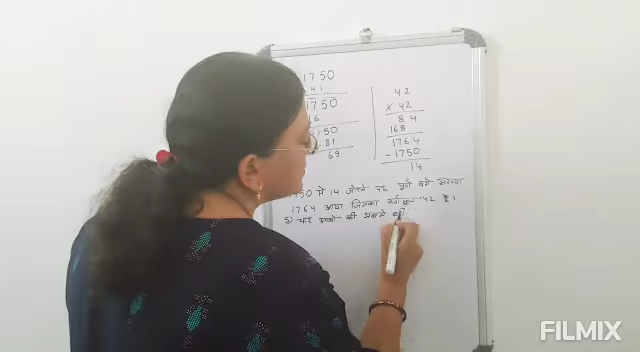 1750
41
1750
16
150
81
69
42
x 42
84
168
1764
- 1750
14
1750 में 14 जोड़ने पर पूर्ण वर्ग संख्या
1764 आया जिसका वर्गमूल 42 है।
5) चार अंको की सबसे
FILMIX